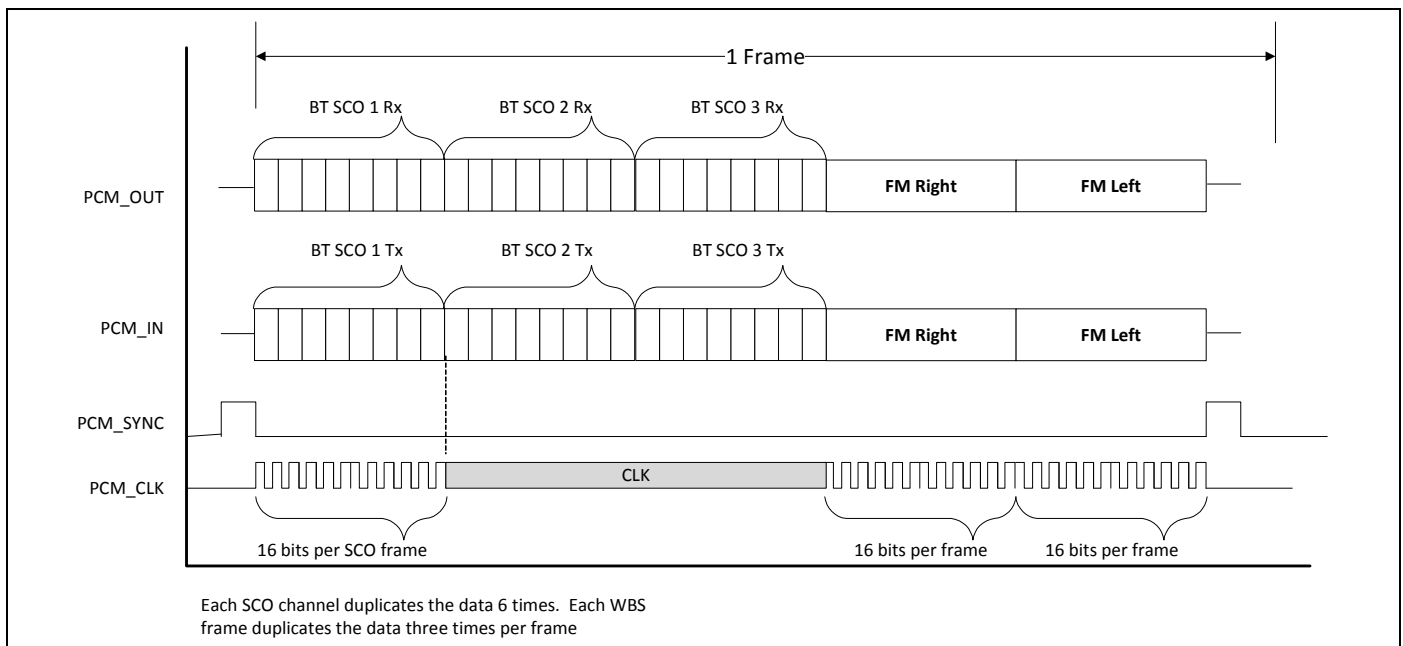 1 Frame
BT SCO 1 Rx BT SCO 2 Rx BT SCO 3 Rx
PCM_OUT FM Right FM Left
BT SCO 1 Tx BT SCO 2 Tx BT SCO 3 Tx
PCM_IN FM Right FM Left
PCM_SYNC
PCM_CLK CLK
16 bits per SCO frame 16 bits per frame 16 bits per frame
Each SCO channel duplicates the data 6 times. Each WBS
frame duplicates the data three times per frame